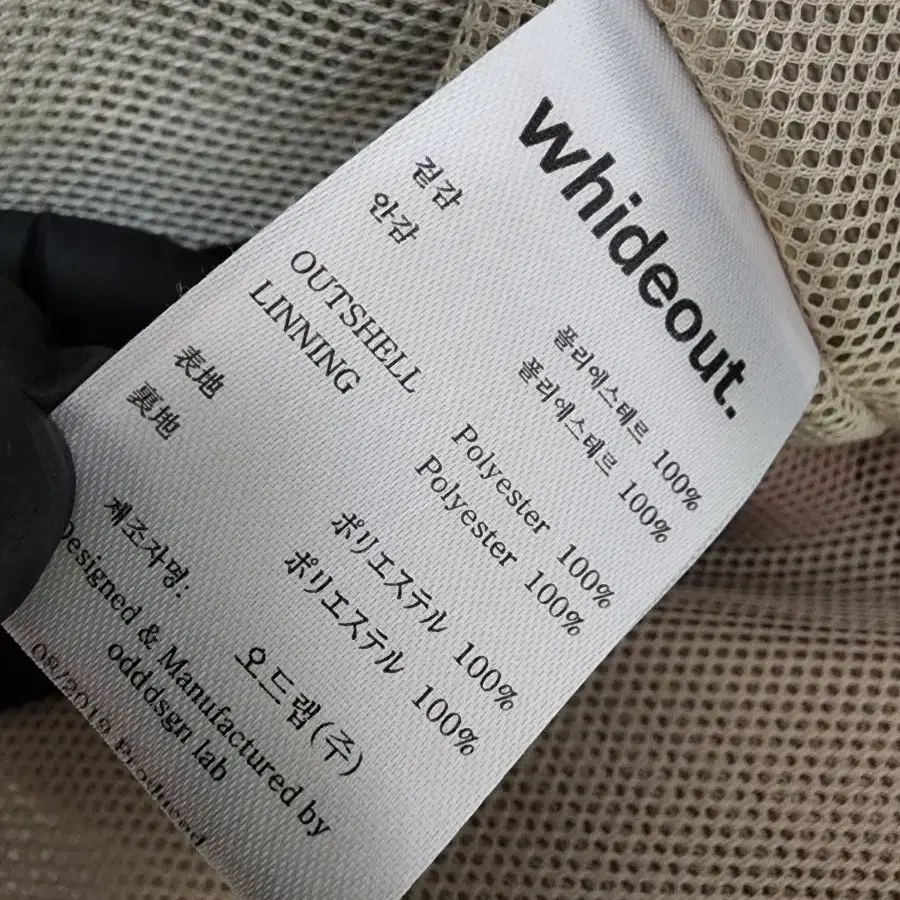 whideout.
겉감 폴리에스테르 100%
안감 폴리에스테르 100%
OUTSHELL Polyester 100%
LINNING Polyester 100%
表地 ポリエステル 100%
裏地 ポリエステル 100%
제조자명: 오드랩(주)
Designed & Manufactured by
odddsgn lab